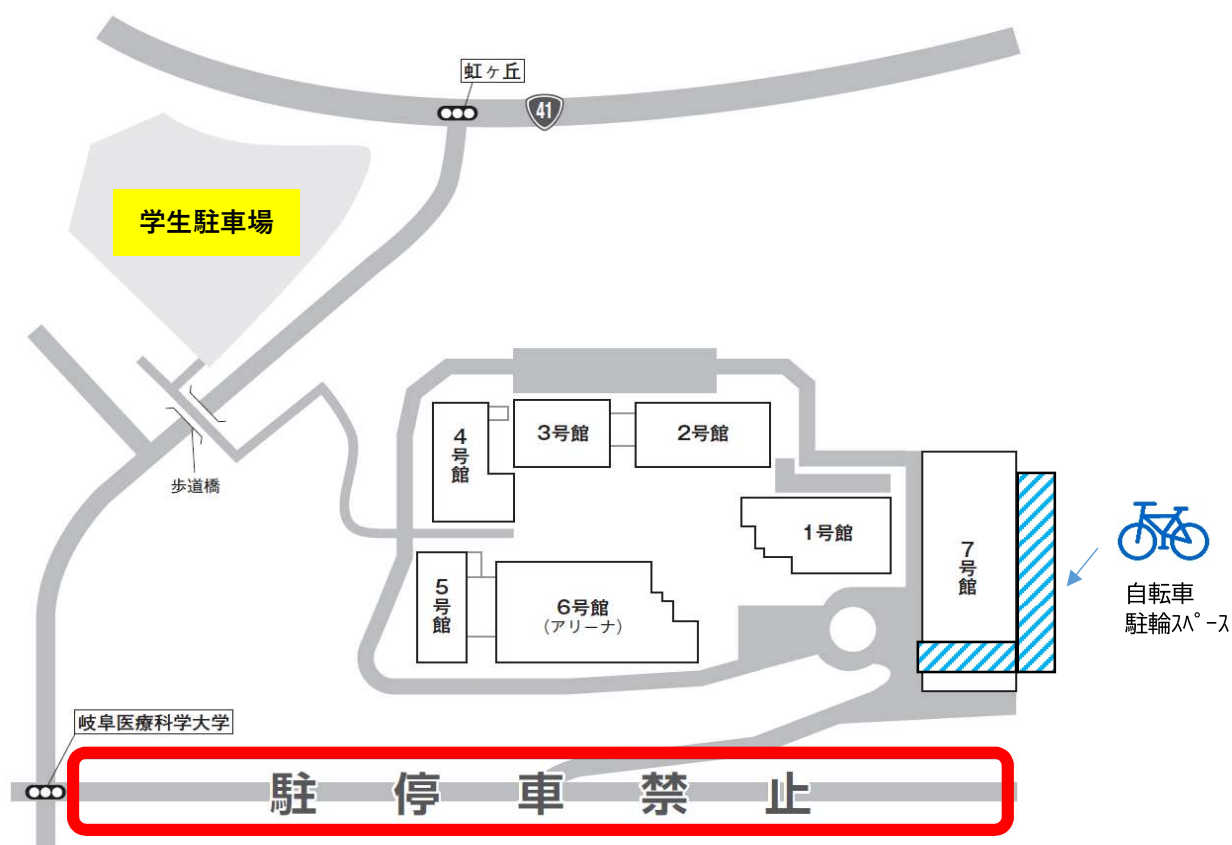 虹ヶ丘
41
学生駐車場
歩道橋
4号館
3号館
2号館
1号館
7号館
5号館
6号館
(アリーナ)
自転車
駐輪ｽﾍﾟｰｽ
岐阜医療科学大学
駐停車禁止